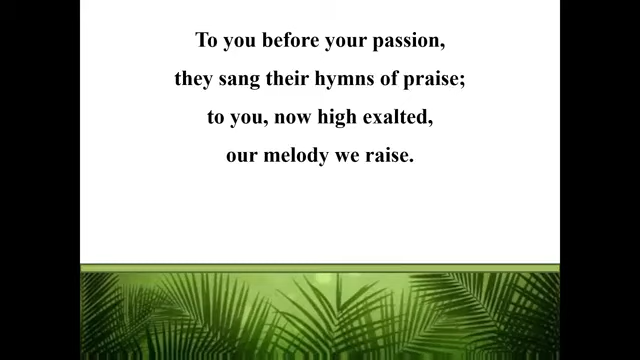 To you before your passion,
they sang their hymns of praise;
to you, now high exalted,
our melody we raise.